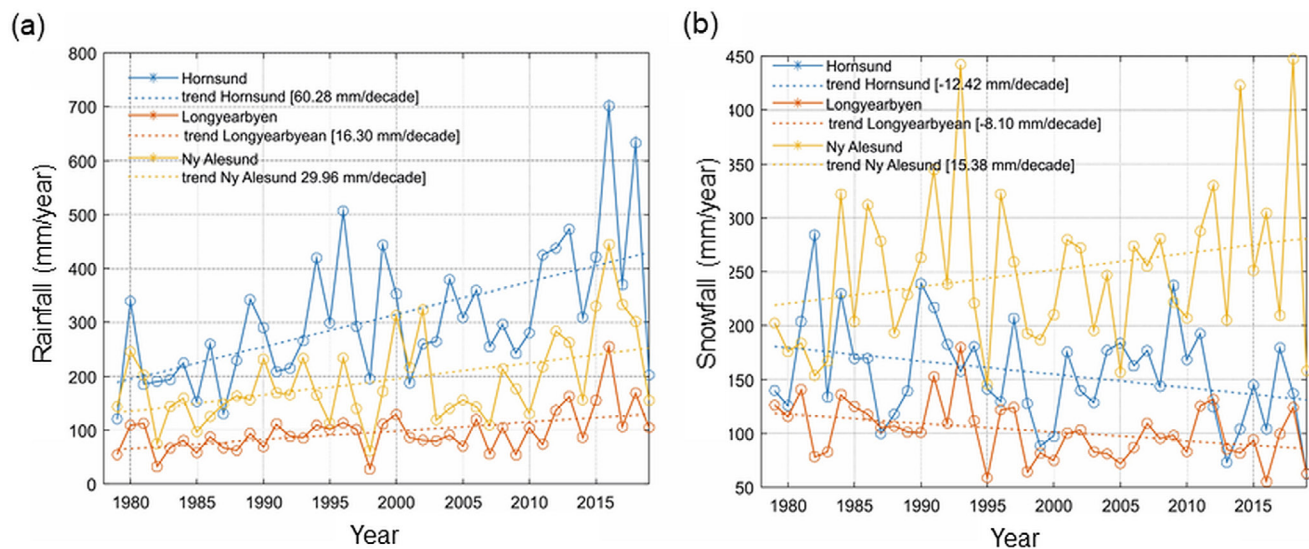 (a)
800
700
600
500
400
300
200
100
0
Rainfall (mm/year)
Hornsund
trend Hornsund [60.28 mm/decade]
Longyearbyen
trend Longyearbyean [16.30 mm/decade]
Ny Alesund
trend Ny Alesund 29.96 mm/decade]
1980 1985 1990 1995 2000 2005 2010 2015
Year
(b)
450
400
350
300
250
200
150
100
50
Snowfall (mm/year)
Hornsund
trend Hornsund [-12.42 mm/decade]
Longyearbyen
trend Longyearbyean [-8.10 mm/decade]
Ny Alesund
trend Ny Alesund [15.38 mm/decade]
1980 1985 1990 1995 2000 2005 2010 2015
Year